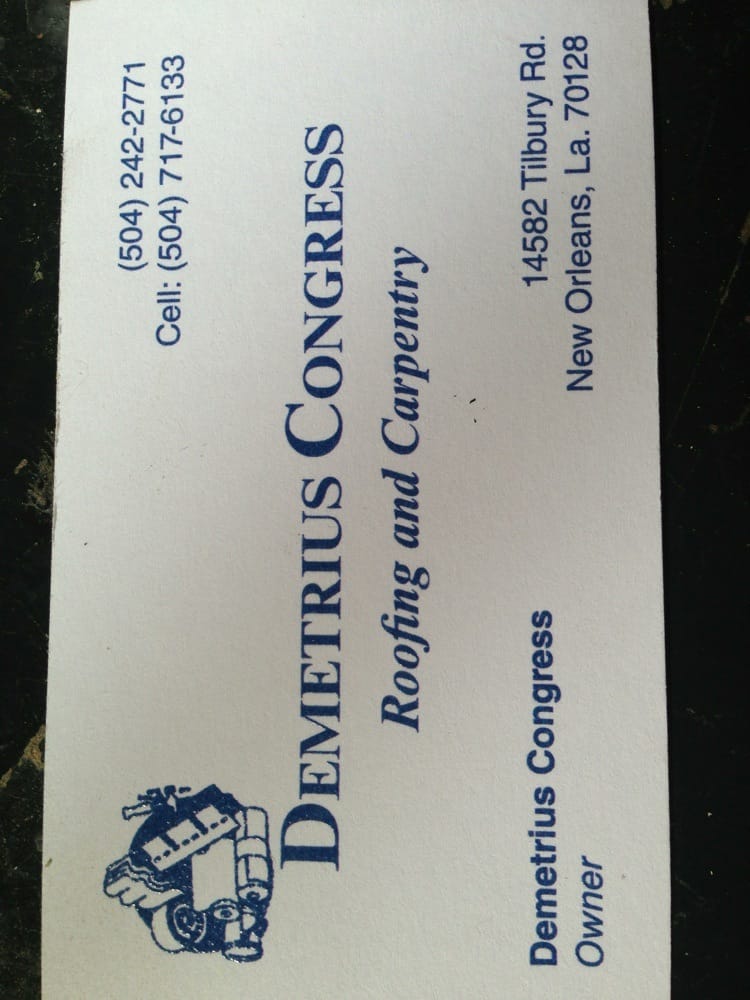 (504) 242-2771
Cell: (504) 717-6133
DEMETRIUS CONGRESS
Roofing and Carpentry
Demetrius Congress
Owner
14582 Tilbury Rd.
New Orleans, La. 70128